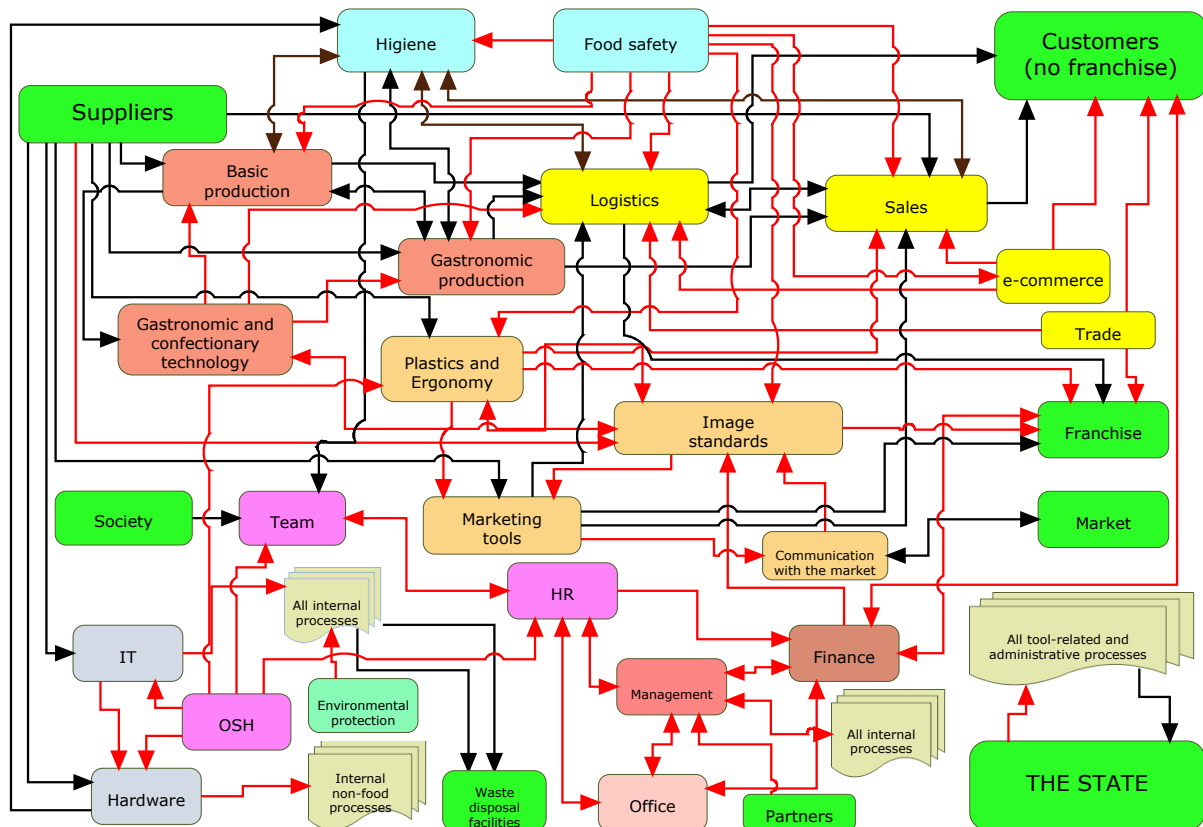 Higiene
Food safety
Customers
(no franchise)
Suppliers
Basic
production
Logistics
Sales
Gastronomic
production
e-commerce
Gastronomic and
confectionary
technology
Trade
Plastics and
Ergonomy
Image
standards
Franchise
Society
Team
Marketing
tools
Market
Communication
with the market
HR
All internal
processes
All tool-related and
administrative processes
IT
Finance
Management
Environmental
protection
OSH
All internal
processes
Internal
non-food
processes
Hardware
Waste
disposal
facilities
Office
Partners
THE STATE